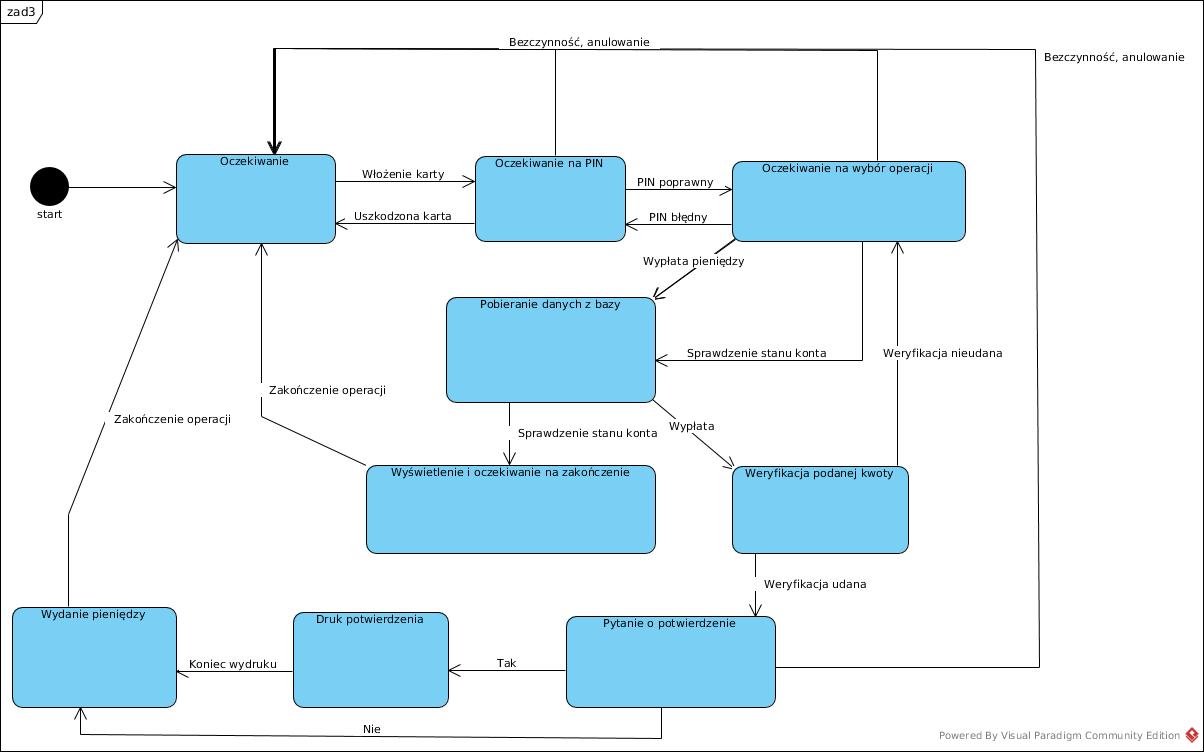 zad3
Bezczynność, anulowanie
Bezczynność, anulowanie
Oczekiwanie
Oczekiwanie na PIN
Oczekiwanie na wybór operacji
Włożenie karty
PIN poprawny
start
Uszkodzona karta
PIN błędny
Wypłata pieniędzy
Pobieranie danych z bazy
Sprawdzenie stanu konta
Weryfikacja nieudana
Zakończenie operacji
Zakończenie operacji
Sprawdzenie stanu konta
Wypłata
Wyświetlenie i oczekiwanie na zakończenie
Weryfikacja podanej kwoty
Weryfikacja udana
Wydanie pieniędzy
Druk potwierdzenia
Pytanie o potwierdzenie
Koniec wydruku
Tak
Nie
Powered By Visual Paradigm Community Edition